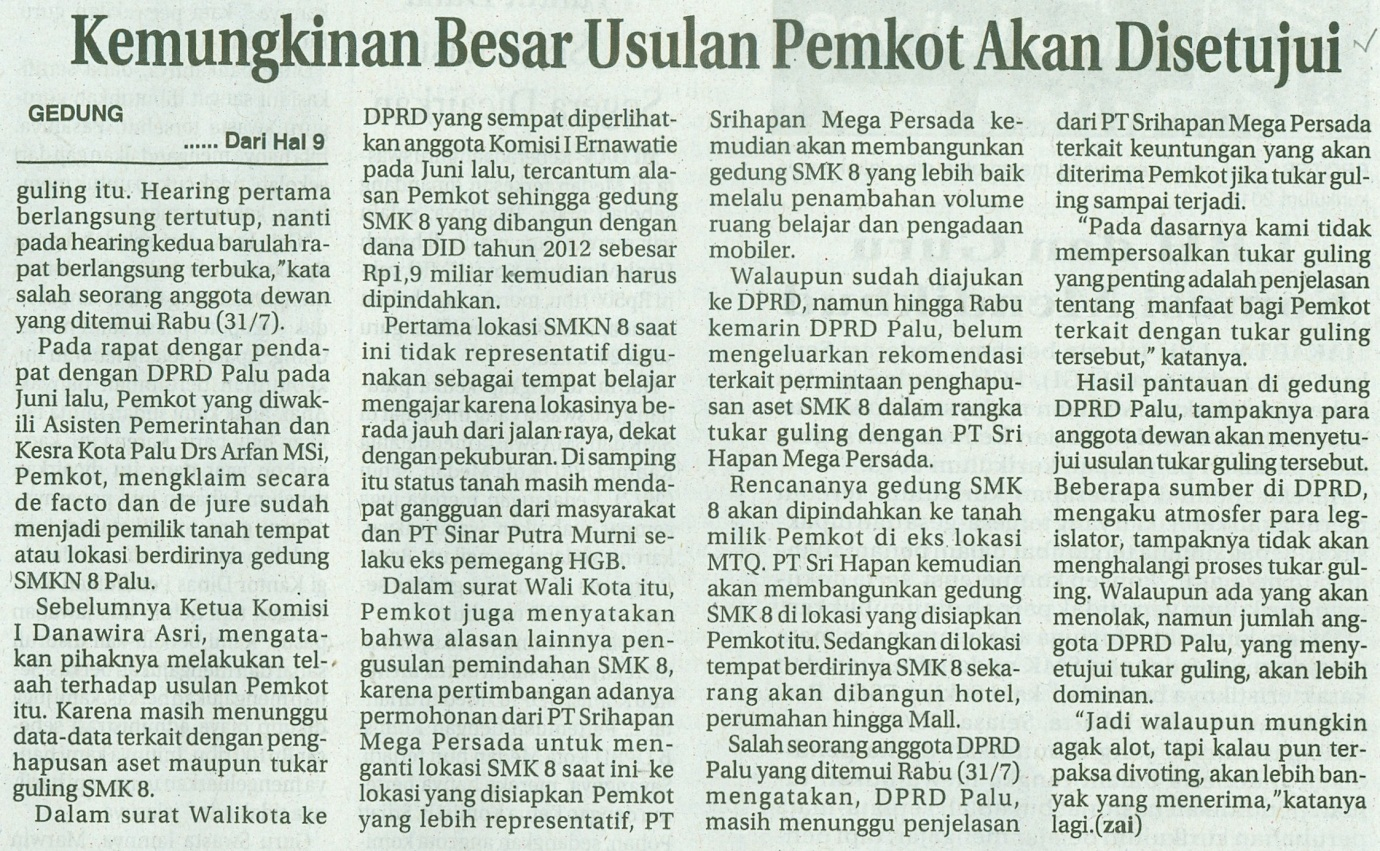 Kemungkinan Besar Usulan Pemkot Akan Disetujui
GEDUNG
...... Dari Hal 9
guling itu. Hearing pertama
berlangsung tertutup, nanti
pada hearing kedua barulah ra-
pat berlangsung terbuka,”kata
salah seorang anggota dewan
yang ditemui Rabu (31/7).
Pada rapat dengan penda-
pat dengan DPRD Palu pada
Juni lalu, Pemkot yang diwak-
ili Asisten Pemerintahan dan
Kesra Kota Palu Drs Arfan MSi,
Pemkot, mengklaim secara
de facto dan de jure sudah
menjadi pemilik tanah tempat
atau lokasi berdirinya gedung
SMKN 8 Palu.
Sebelumnya Ketua Komisi
I Danawira Asri, mengata-
kan pihaknya melakukan tel-
aah terhadap usulan Pemkot
itu. Karena masih menunggu
data-data terkait dengan peng-
hapusan aset maupun tukar
guling SMK 8.
Dalam surat Walikota ke
DPRD yang sempat diperlihat-
kan anggota Komisi I Ernawatie
pada Juni lalu, tercantum ala-
san Pemkot sehingga gedung
SMK 8 yang dibangun dengan
dana DID tahun 2012 sebesar
Rp1,9 miliar kemudian harus
dipindahkan.
Pertama lokasi SMKN 8 saat
ini tidak representatif digu-
nakan sebagai tempat belajar
mengajar karena lokasinya be-
rada jauh dari jalan raya, dekat
dengan pekuburan. Di samping
itu status tanah masih menda-
pat gangguan dari masyarakat
dan PT Sinar Putra Murni se-
laku eks pemegang HGB.
Dalam surat Wali Kota itu,
Pemkot juga menyatakan
bahwa alasan lainnya pen-
gusulan pemindahan SMK 8,
karena pertimbangan adanya
permohonan dari PT Srihapan
Mega Persada untuk men-
ganti lokasi SMK 8 saat ini ke
lokasi yang disiapkan Pemkot
yang lebih representatif, PT
Srihapan Mega Persada ke-
mudian akan membangunkan
gedung SMK 8 yang lebih baik
melalu penambahan volume
ruang belajar dan pengadaan
mobiler.
Walaupun sudah diajukan
ke DPRD, namun hingga Rabu
kemarin DPRD Palu, belum
mengeluarkan rekomendasi
terkait permintaan penghapu-
san aset SMK 8 dalam rangka
tukar guling dengan PT Sri
Hapan Mega Persada.
Rencananya gedung SMK
8 akan dipindahkan ke tanah
milik Pemkot di eks lokasi
MTQ. PT Sri Hapan kemudian
akan membangunkan gedung
SMK 8 di lokasi yang disiapkan
Pemkot itu. Sedangkan di lokasi
tempat berdirinya SMK 8 seka-
rang akan dibangun hotel,
perumahan hingga Mall.
Salah seorang anggota DPRD
Palu yang ditemui Rabu (31/7)
mengatakan, DPRD Palu,
masih menunggu penjelasan
dari PT Srihapan Mega Persada
terkait keuntungan yang akan
diterima Pemkot jika tukar gul-
ing sampai terjadi.
“Pada dasarnya kami tidak
mempersoalkan tukar guling
yang penting adalah penjelasan
tentang manfaat bagi Pemkot
terkait dengan tukar guling
tersebut,” katanya.
Hasil pantauan di gedung
DPRD Palu, tampaknya para
anggota dewan akan menyetu-
jui usulan tukar guling tersebut.
Beberapa sumber di DPRD,
mengaku atmosfer para leg-
islator, tampaknya tidak akan
menghalangi proses tukar gul-
ing. Walaupun ada yang akan
menolak, namun jumlah ang-
gota DPRD Palu, yang meny-
etujui tukar guling, akan lebih
dominan.
“Jadi walaupun mungkin
agak alot, tapi kalau pun ter-
paksa divoting, akan lebih ban-
yak yang menerima,”katanya
lagi.(zai)